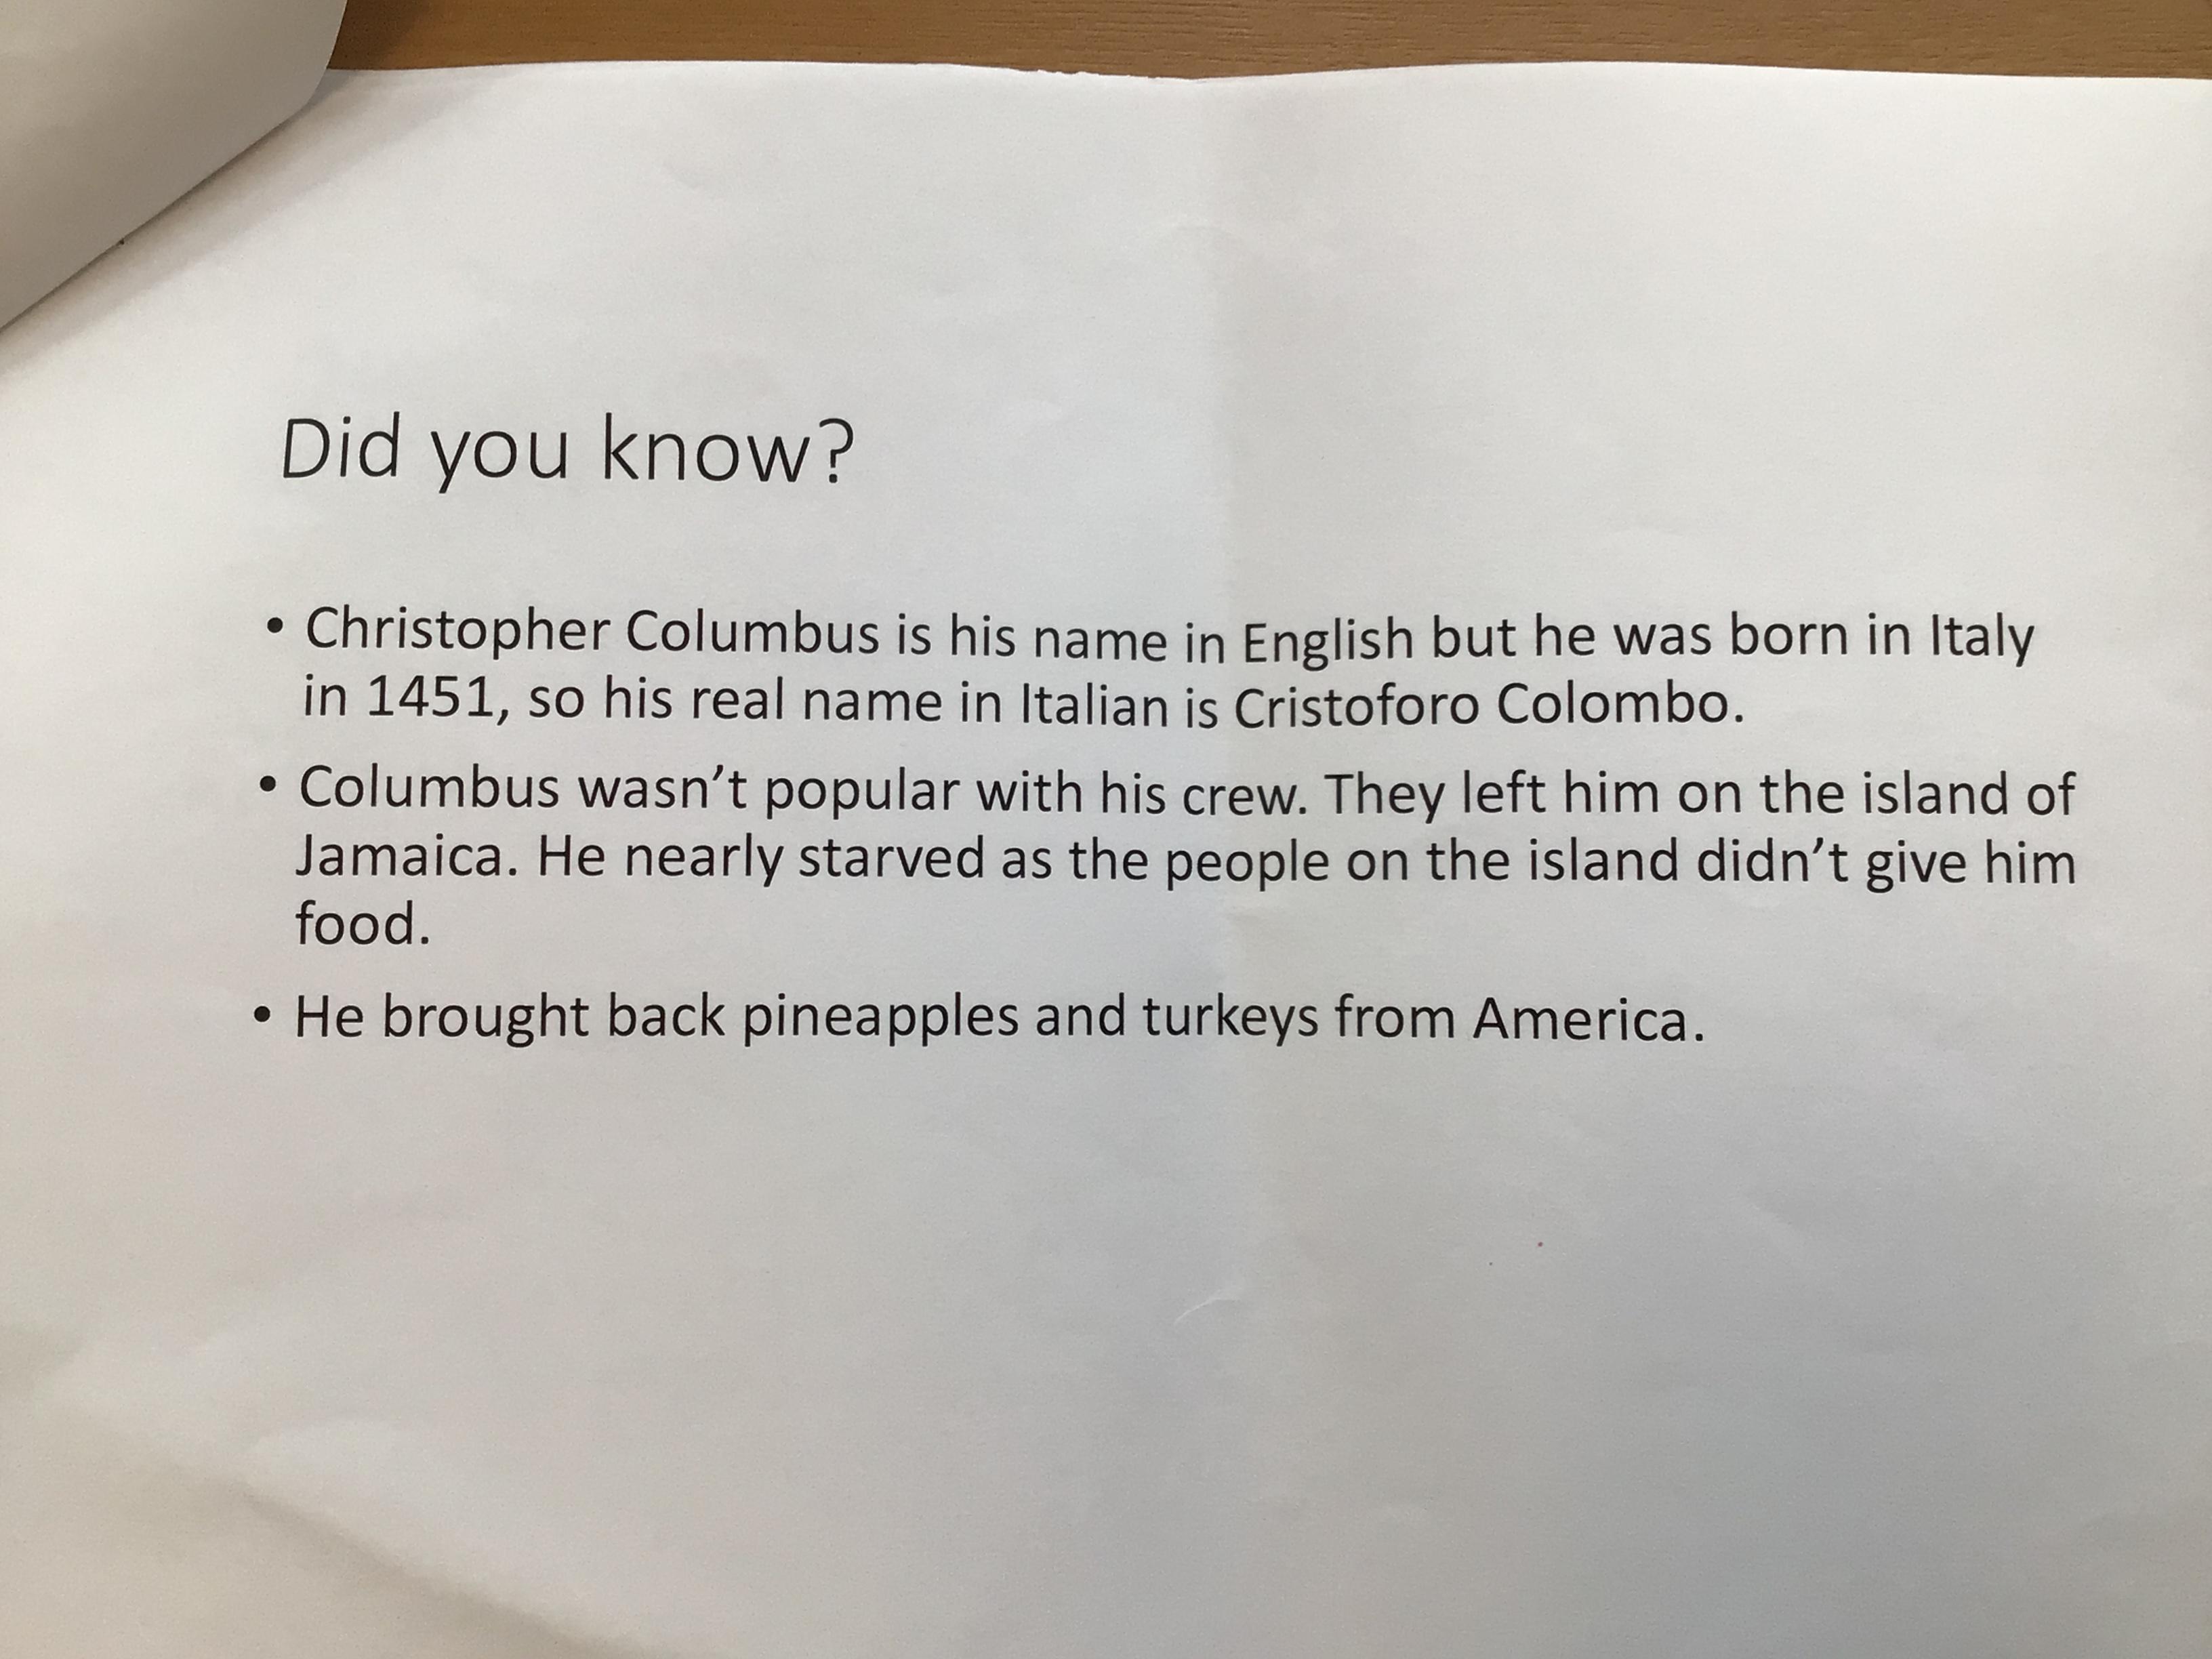 Did you know?
• Christopher Columbus is his name in English but he was born in Italy
in 1451, so his real name in Italian is Cristoforo Colombo.
• Columbus wasn’t popular with his crew. They left him on the island of
Jamaica. He nearly starved as the people on the island didn’t give him
food.
• He brought back pineapples and turkeys from America.